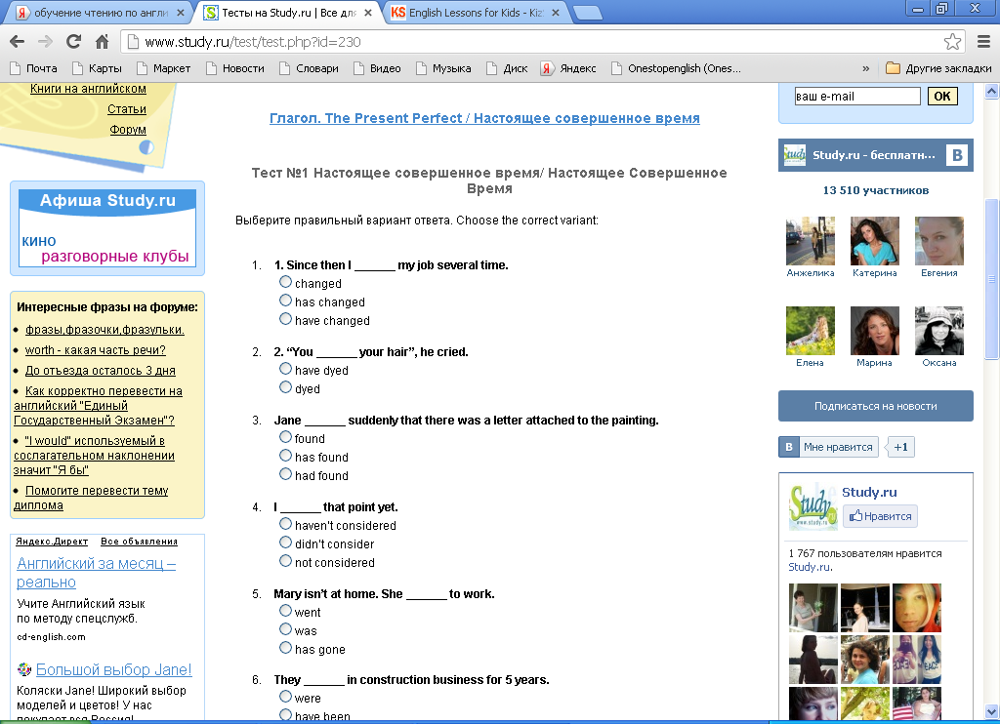 обучение чтению по англи
Тесты на Study.ru | Все для
English Lessons for Kids - Kiz
www.study.ru/test/test.php?id=230
Почта Карты Маркет Новости Словари Видео Музыка Диск Яндекс Onestopenglish (Ones... » Другие закладки
Книги на английском
Статьи
Форум
Афиша Study.ru
кино
разговорные клубы
Интересные фразы на форуме:
фразы,фразочки,фразульки.
worth - какая часть речи?
До отъезда осталось 3 дня
Как корректно перевести на
английский "Единый
Государственный Экзамен"?
"I would" используемый в
сослагательном наклонении
значит "Я бы"
Помогите перевести тему
диплома
Яндекс.Директ Все объявления
Английский за месяц –
реально
Учите Английский язык
по методу спецслужб.
cd-english.com
Большой выбор Jane!
Коляски Jane! Широкий выбор
моделей и цветов! У нас
покупает вся Россия!
Глагол. The Present Perfect / Настоящее совершенное время
Тест №1 Настоящее совершенное время/ Настоящее Совершенное
Время
Выберите правильный вариант ответа. Choose the correct variant:
1. 1. Since then I ______ my job several time.
changed
has changed
have changed
2. 2. “You ______ your hair”, he cried.
have dyed
dyed
3. Jane ______ suddenly that there was a letter attached to the painting.
found
has found
had found
4. I ______ that point yet.
haven't considered
didn't consider
not considered
5. Mary isn’t at home. She ______ to work.
went
was
has gone
6. They ______ in construction business for 5 years.
were
have been
ваш e-mail OK
Study.ru - бесплатн... B
13 510 участников
Анжелика Катерина Евгения
Елена Марина Оксана
Подписаться на новости
B Мне нравится +1
Study www.study.ru
Study.ru
Нравится
1 767 пользователям нравится
Study.ru.